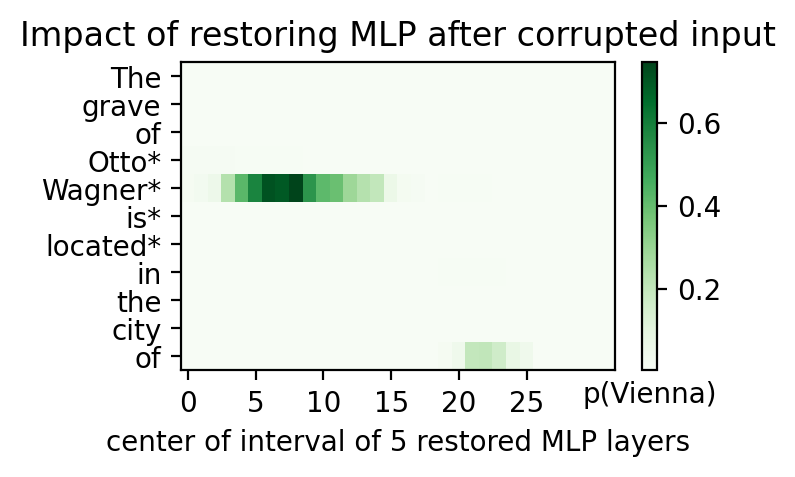 Impact of restoring MLP after corrupted input
The
grave
of
Otto*
Wagner*
is*
located*
in
the
city
of
0.6
0.4
0.2
0 5 10 15 20 25
p(Vienna)
center of interval of 5 restored MLP layers